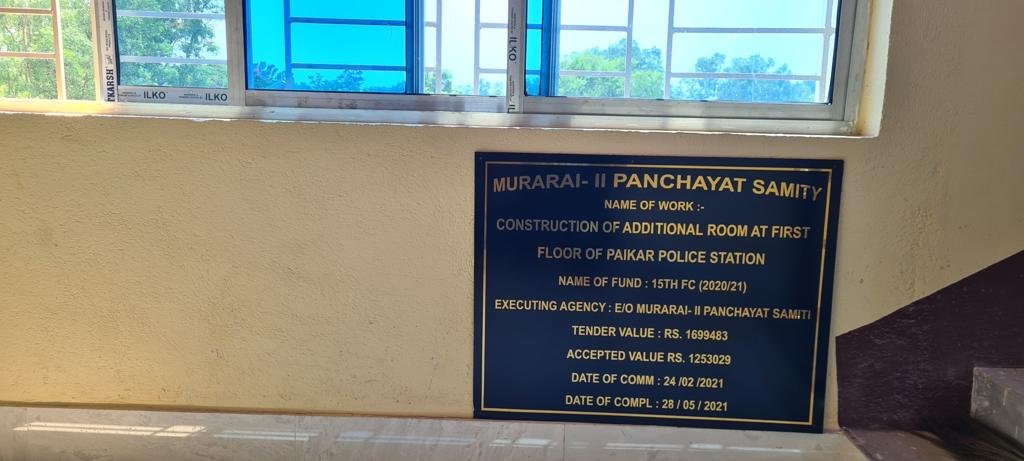 UTKARSH
ILKO
ILKO
ILKO
MURARAI- II PANCHAYAT SAMITY
NAME OF WORK :-
CONSTRUCTION OF ADDITIONAL ROOM AT FIRST
FLOOR OF PAIKAR POLICE STATION
NAME OF FUND : 15TH FC (2020/21)
EXECUTING AGENCY : E/O MURARAI- II PANCHAYAT SAMITI
TENDER VALUE : RS. 1699483
ACCEPTED VALUE RS. 1253029
DATE OF COMM : 24 /02 /2021
DATE OF COMPL : 28 / 05 / 2021